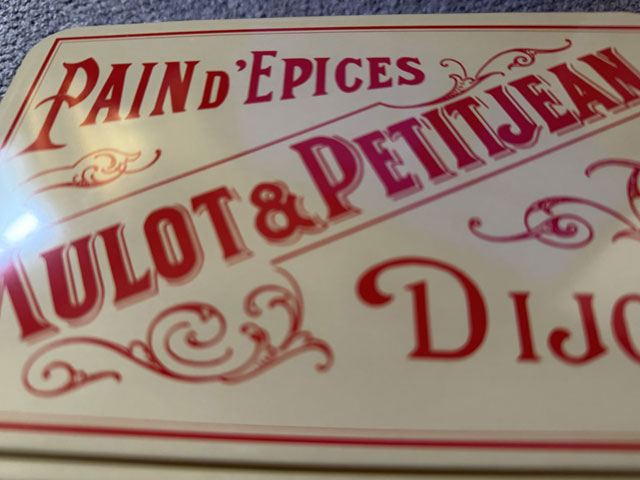 PAIN D'EPICES
MULOT & PETITJEAN
DIJO